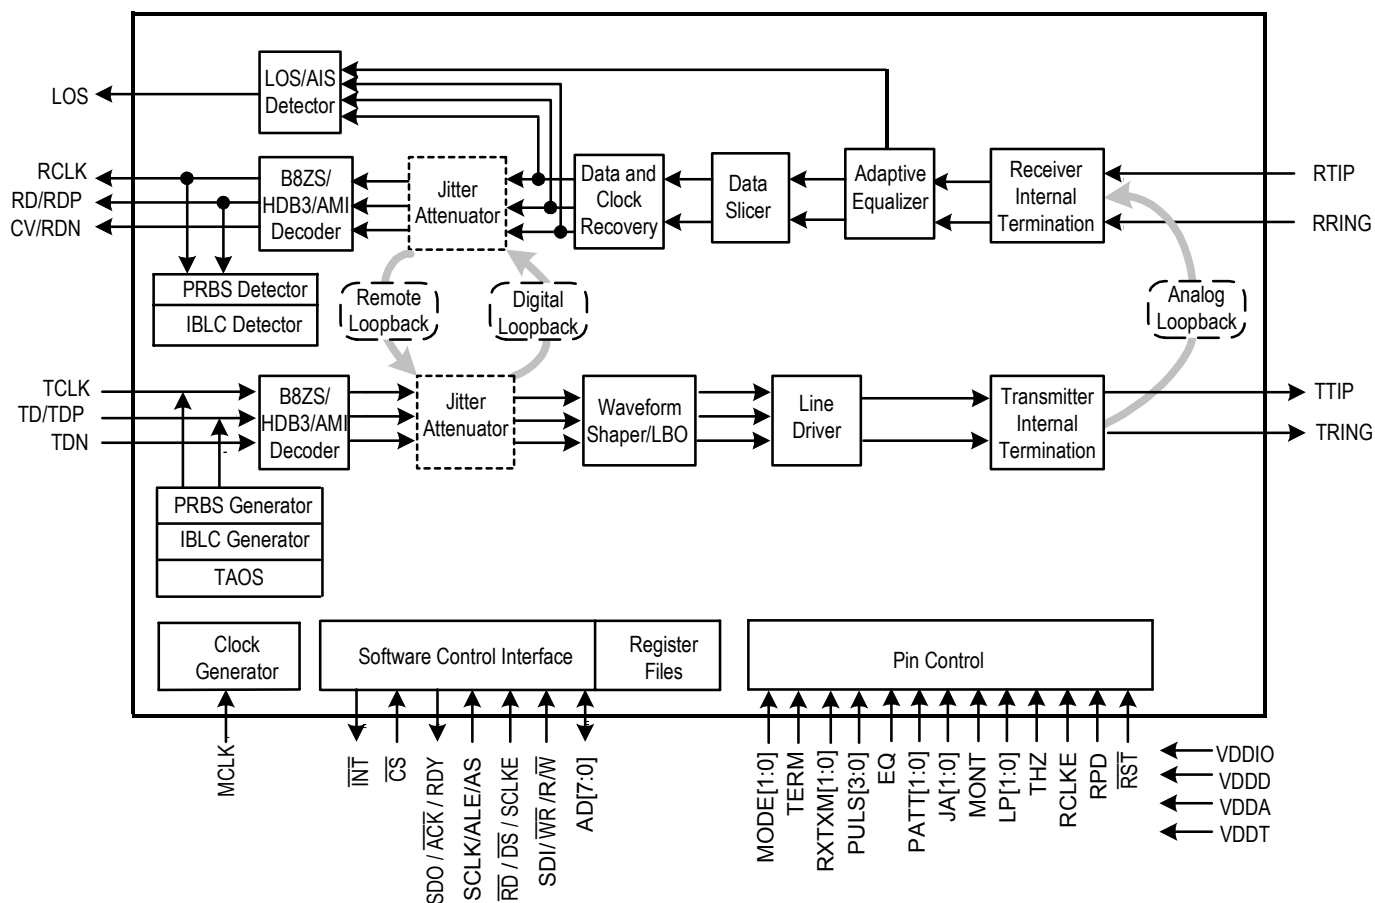 LOS
LOS/AIS
Detector
RCLK
RD/RDP
CV/RDN
B8ZS/
HDB3/AMI
Decoder
Jitter
Attenuator
Data and
Clock
Recovery
Data
Slicer
Adaptive
Equalizer
Receiver
Internal
Termination
RTIP
RRING
PRBS Detector
IBLC Detector
Remote
Loopback
Digital
Loopback
Analog
Loopback
TCLK
TD/TDP
TDN
B8ZS/
HDB3/AMI
Decoder
Jitter
Attenuator
Waveform
Shaper/LBO
Line
Driver
Transmitter
Internal
Termination
TTIP
TRING
PRBS Generator
IBLC Generator
TAOS
Clock
Generator
Software Control Interface
Register
Files
Pin Control
MCLK
INT
CS
SDO / ACK / RDY
SCLK/ALE/AS
RD / DS / SCLKE
SDI/ WR / R/W
AD[7:0]
MODE[1:0]
TERM
RXTXM[1:0]
PULS[3:0]
EQ
PATT[1:0]
JA[1:0]
MONT
LP[1:0]
THZ
RCLKE
RPD
RST
VDDIO
VDDD
VDDA
VDDT